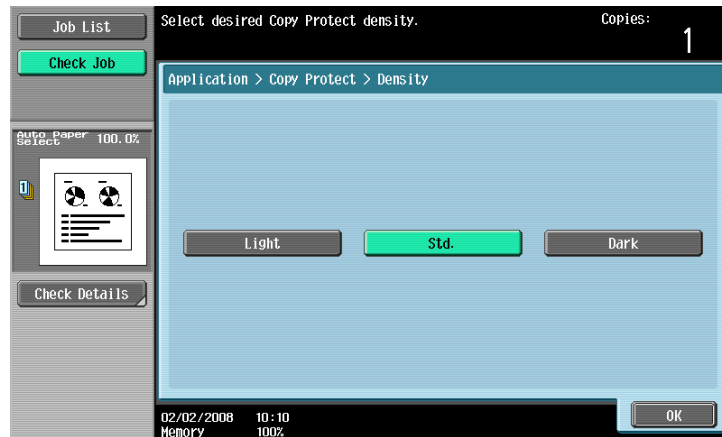 Job List
Check Job
Select desired Copy Protect density.
Copies:
1
Application > Copy Protect > Density
Auto Paper
Select
100.0%
1
Light
Std.
Dark
Check Details
02/02/2008 10:10
Memory 100%
OK